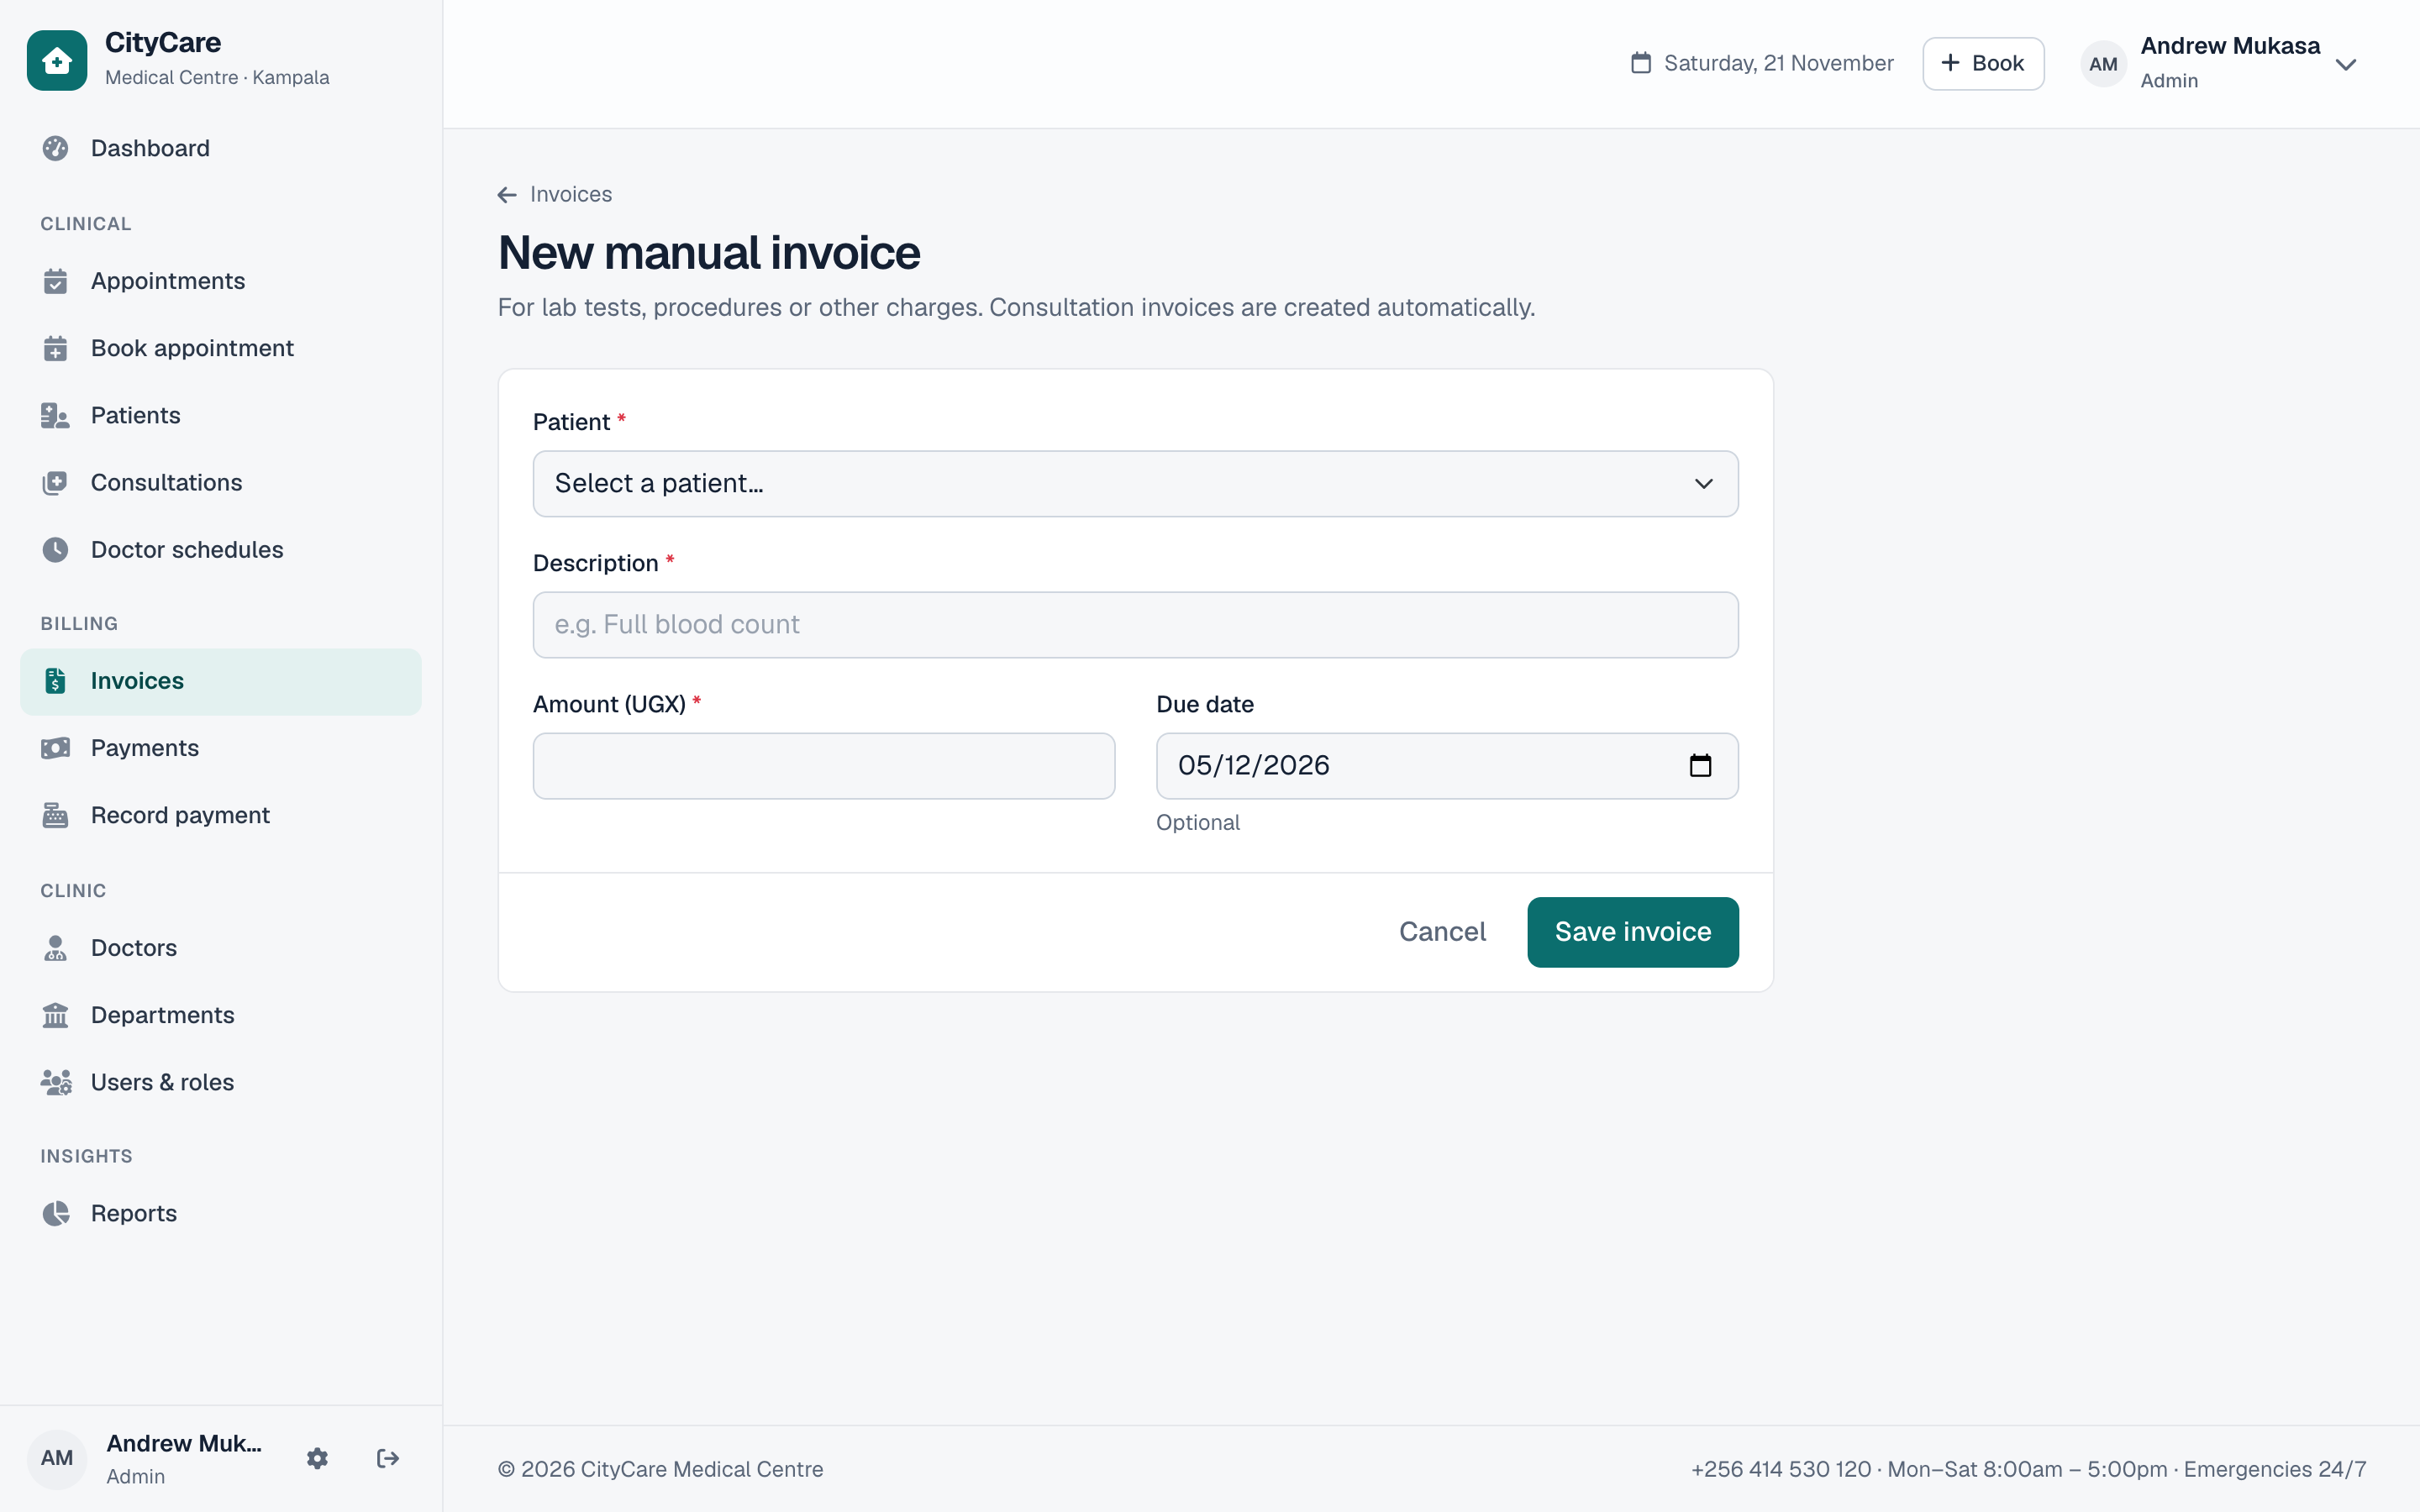 CityCare
Medical Centre · Kampala
Dashboard
CLINICAL
Appointments
Book appointment
Patients
Consultations
Doctor schedules
BILLING
Invoices
Payments
Record payment
CLINIC
Doctors
Departments
Users & roles
INSIGHTS
Reports
AM
Andrew Muk...
Admin
Saturday, 21 November
Book
AM
Andrew Mukasa
Admin
Invoices
New manual invoice
For lab tests, procedures or other charges. Consultation invoices are created automatically.
Patient *
Select a patient...
Description *
e.g. Full blood count
Amount (UGX) *
Due date
05/12/2026
Optional
Cancel
Save invoice
© 2026 CityCare Medical Centre
+256 414 530 120 · Mon–Sat 8:00am – 5:00pm · Emergencies 24/7